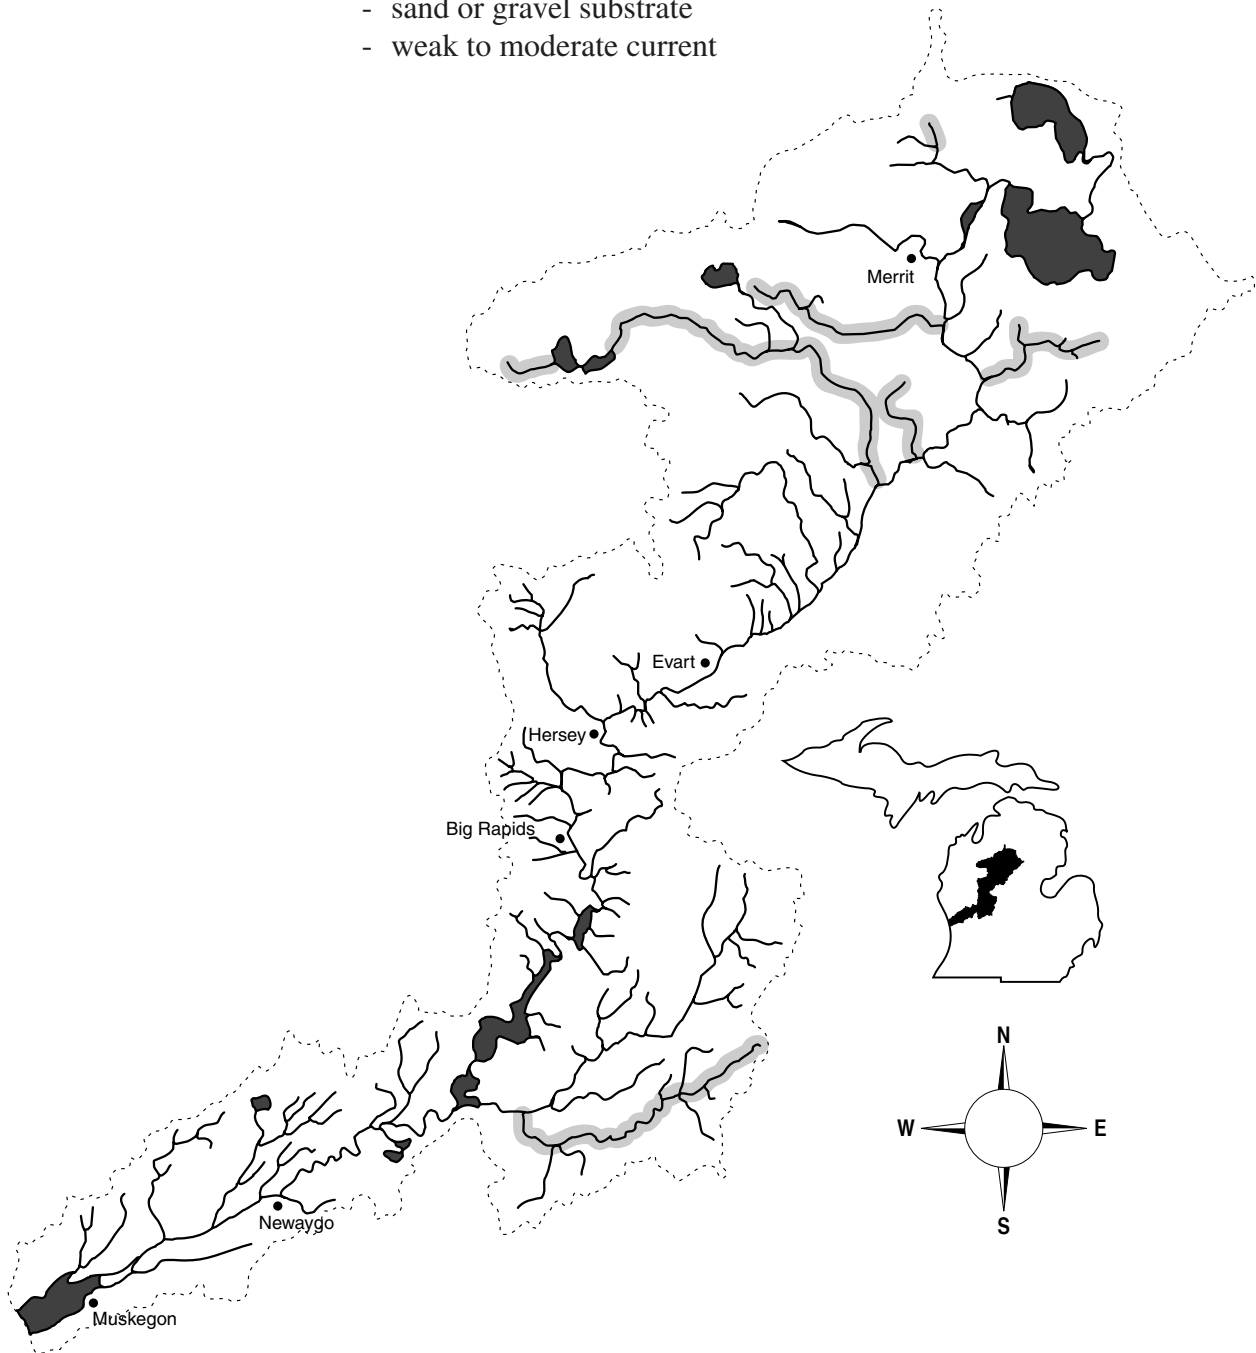 - sand or gravel substrate
- weak to moderate current
Merrit
Evart
Hersey
Big Rapids
N
W
E
S
Newaygo
Muskegon